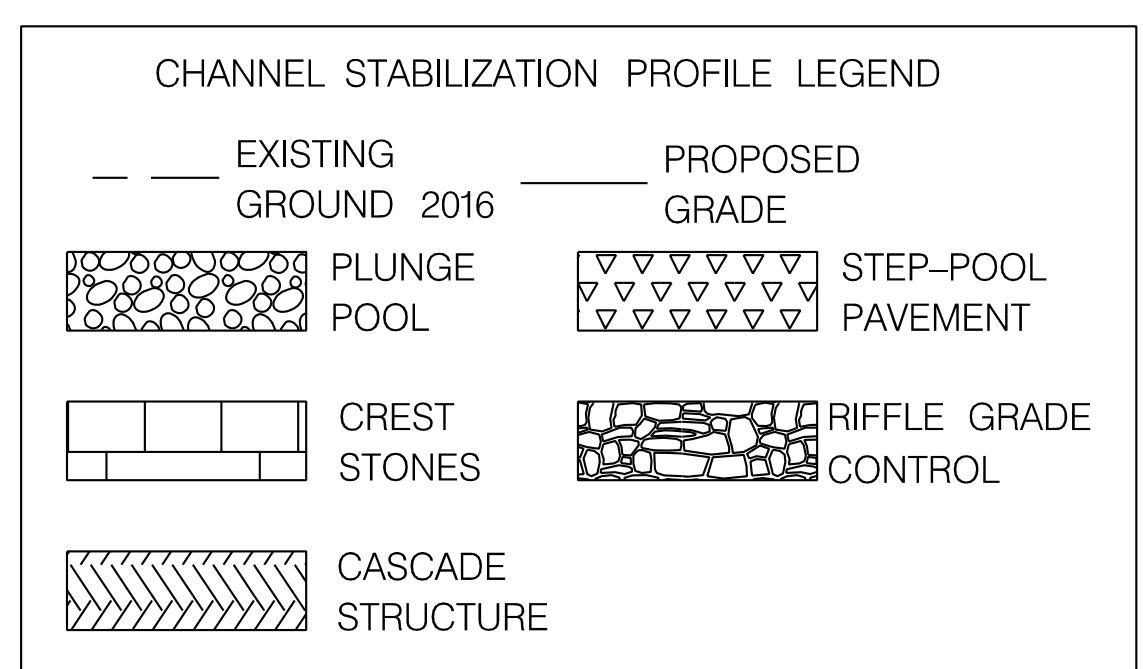 CHANNEL STABILIZATION PROFILE LEGEND
EXISTING
GROUND 2016
PROPOSED
GRADE
PLUNGE
POOL
STEP–POOL
PAVEMENT
CREST
STONES
RIFFLE GRADE
CONTROL
CASCADE
STRUCTURE